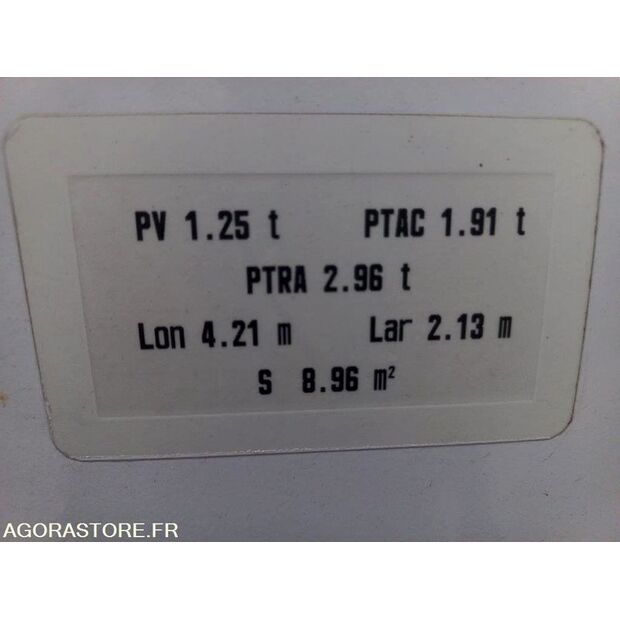 PV 1.25 t PTAC 1.91 t
PTRA 2.96 t
Lon 4.21 m Lar 2.13 m
S 8.96 m²
AGORASTORE.FR